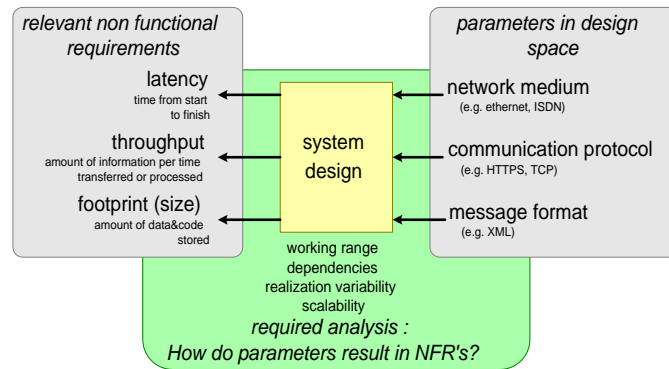 relevant non functional
requirements
latency
time from start
to finish
throughput
amount of information per time
transferred or processed
footprint (size)
amount of data&code
stored
system
design
parameters in design
space
network medium
(e.g. ethernet, ISDN)
communication protocol
(e.g. HTTPS, TCP)
message format
(e.g. XML)
working range
dependencies
realization variability
scalability
required analysis :
How do parameters result in NFR's?